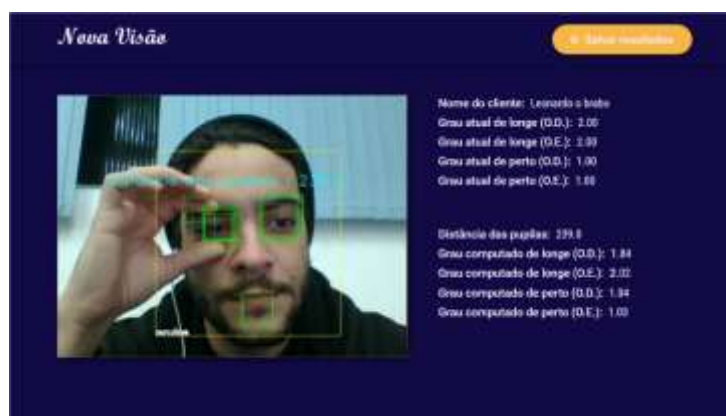 Nova Visão
Salvar resultados
Nome do cliente: Leonardo o brabo
Grau atual de longe (O.D.): 2.00
Grau atual de longe (O.E.): 2.00
Grau atual de perto (O.D.): 1.00
Grau atual de perto (O.E.): 1.00
Distância das pupilas: 239.0
Grau computado de longe (O.D.): 1.84
Grau computado de longe (O.E.): 2.02
Grau computado de perto (O.D.): 1.04
Grau computado de perto (O.E.): 1.00